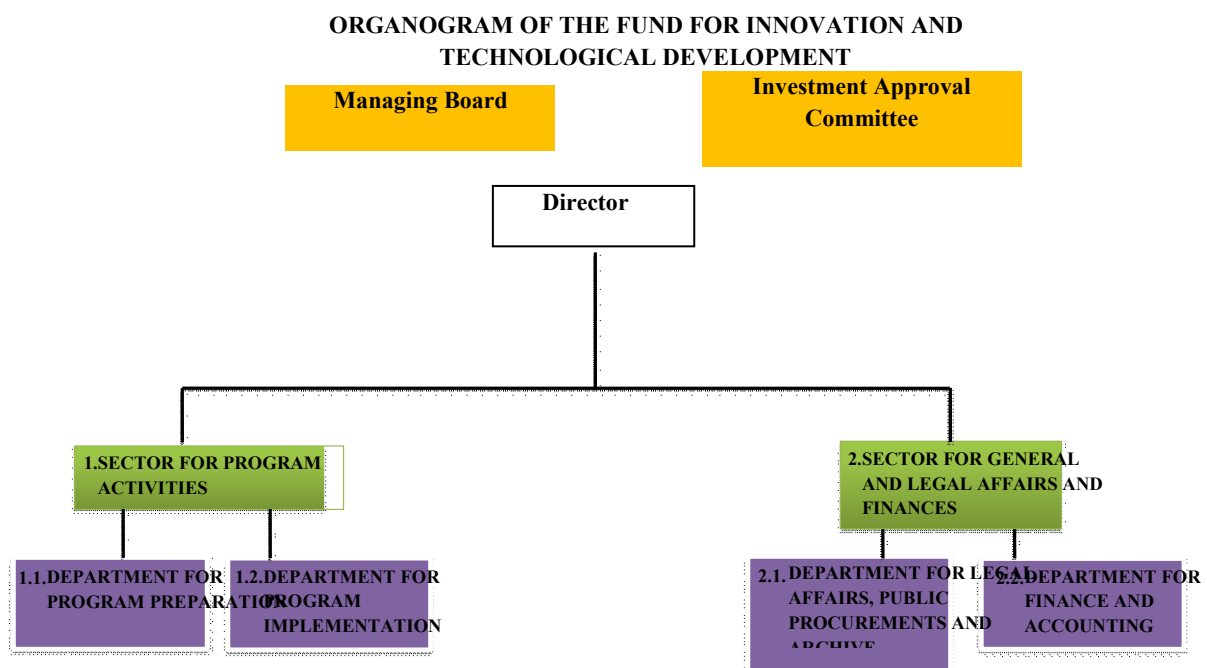 ORGANOGRAM OF THE FUND FOR INNOVATION AND
TECHNOLOGICAL DEVELOPMENT
Managing Board
Investment Approval
Committee
Director
1.SECTOR FOR PROGRAM
ACTIVITIES
2.SECTOR FOR GENERAL
AND LEGAL AFFAIRS AND
FINANCES
1.1.DEPARTMENT FOR
PROGRAM PREPARATION
1.2.DEPARTMENT FOR
PROGRAM
IMPLEMENTATION
2.1. DEPARTMENT FOR LEGAL
AFFAIRS, PUBLIC
PROCUREMENTS AND
ARCHIVE
2.2.DEPARTMENT FOR
FINANCE AND
ACCOUNTING